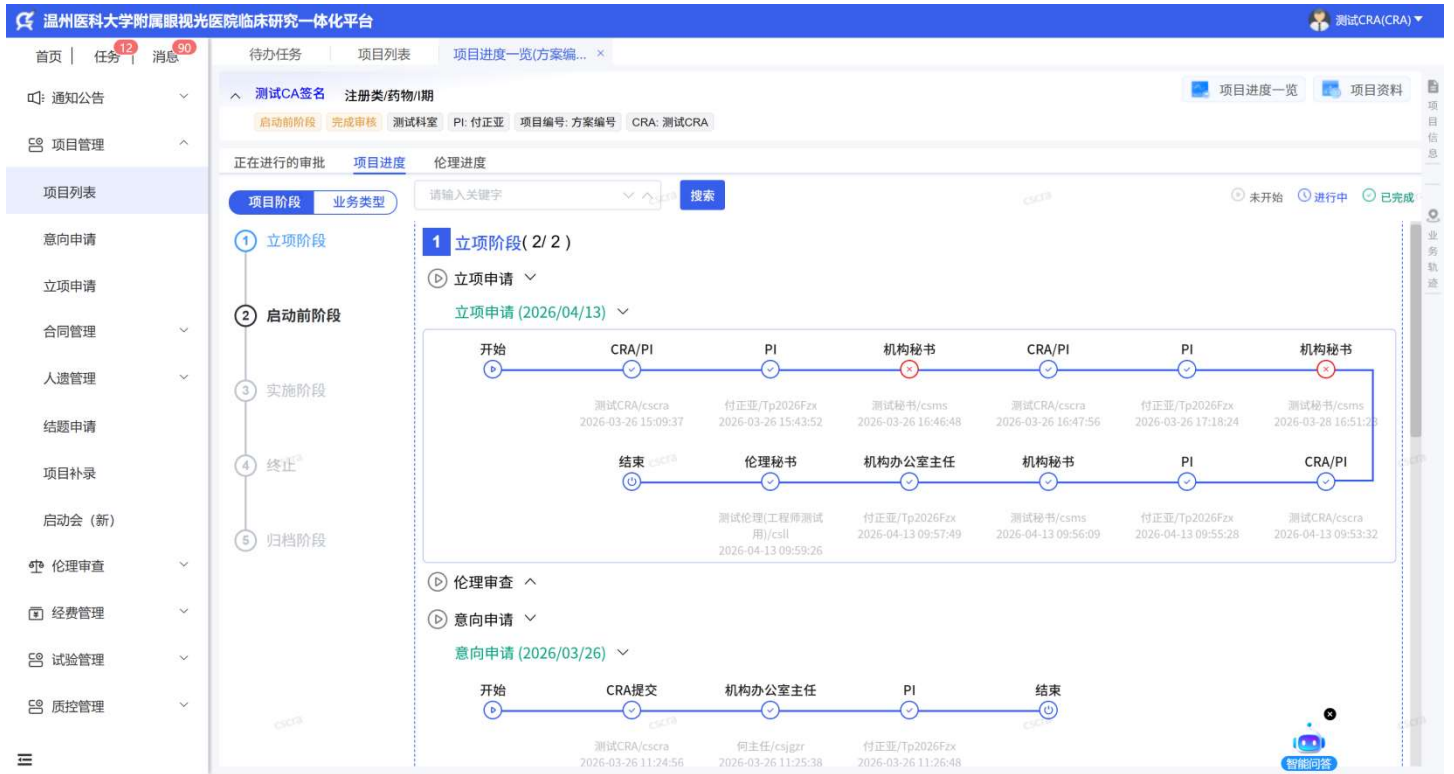 温州医科大学附属眼视光医院临床研究一体化平台
测试CRA(CRA)
首页 任务 12 消息 90
待办任务 项目列表 项目进度一览(方案编... ×
通知公告
项目管理
项目列表
意向申请
立项申请
合同管理
人遗管理
结题申请
项目补录
启动会（新）
伦理审查
经费管理
试验管理
质控管理
测试CA签名 注册类/药物/I期
项目进度一览 项目资料
启动前阶段 完成审核 测试科室 PI: 付正亚 项目编号: 方案编号 CRA: 测试CRA
正在进行的审批 项目进度 伦理进度
项目阶段 业务类型
请输入关键字 搜索
未开始 进行中 已完成
1 立项阶段
2 启动前阶段
3 实施阶段
4 终止
5 归档阶段
1 立项阶段( 2/ 2 )
立项申请
立项申请 (2026/04/13)
开始 CRA/PI PI 机构秘书 CRA/PI PI 机构秘书
测试CRA/cscra 付正亚/Tp2026Fzx 测试秘书/csms 测试CRA/cscra 付正亚/Tp2026Fzx 测试秘书/csms
2026-03-26 15:09:37 2026-03-26 15:43:52 2026-03-26 16:46:48 2026-03-26 16:47:56 2026-03-26 17:18:24 2026-03-28 16:51:23
结束 伦理秘书 机构办公室主任 机构秘书 PI CRA/PI
测试伦理(工程师测试 付正亚/Tp2026Fzx 测试秘书/csms 付正亚/Tp2026Fzx 测试CRA/cscra
用)/csll 2026-04-13 09:57:49 2026-04-13 09:56:09 2026-04-13 09:55:28 2026-04-13 09:53:32
2026-04-13 09:59:26
伦理审查
意向申请
意向申请 (2026/03/26)
开始 CRA提交 机构办公室主任 PI 结束
测试CRA/cscra 何主任/csjgzr 付正亚/Tp2026Fzx
2026-03-26 11:24:56 2026-03-26 11:25:38 2026-03-26 11:26:48
项目信息
业务轨迹
智能问答
cscra
cscra
cscra
cscra
cscra
cscra
cscra